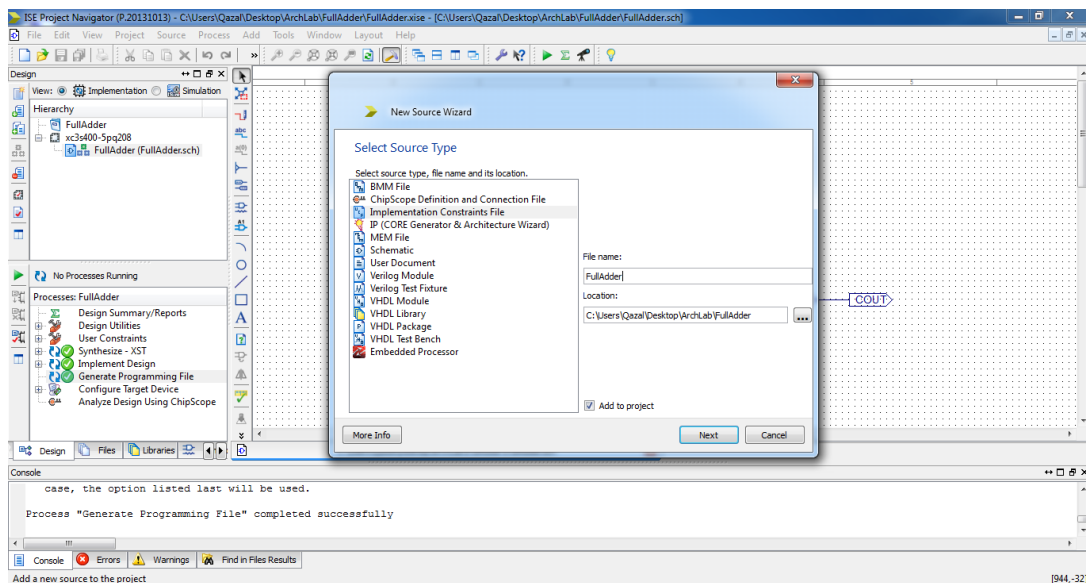 ISE Project Navigator (P.20131013) - C:\Users\Qazal\Desktop\ArchLab\FullAdder\FullAdder.xise - [C:\Users\Qazal\Desktop\ArchLab\FullAdder\FullAdder.sch]
File Edit View Project Source Process Add Tools Window Layout Help
Design
View: Implementation Simulation
Hierarchy
FullAdder
xc3s400-5pq208
FullAdder (FullAdder.sch)
No Processes Running
Processes: FullAdder
Design Summary/Reports
Design Utilities
User Constraints
Synthesize - XST
Implement Design
Generate Programming File
Configure Target Device
Analyze Design Using ChipScope
Design Files Libraries
New Source Wizard
Select Source Type
Select source type, file name and its location.
BMM File
ChipScope Definition and Connection File
Implementation Constraints File
IP (CORE Generator & Architecture Wizard)
MEM File
Schematic
User Document
Verilog Module
Verilog Test Fixture
VHDL Module
VHDL Library
VHDL Package
VHDL Test Bench
Embedded Processor
File name:
FullAdder
Location:
C:\Users\Qazal\Desktop\ArchLab\FullAdder
...
Add to project
More Info Next Cancel
COUT
Console
case, the option listed last will be used.
Process "Generate Programming File" completed successfully
Console Errors Warnings Find in Files Results
Add a new source to the project